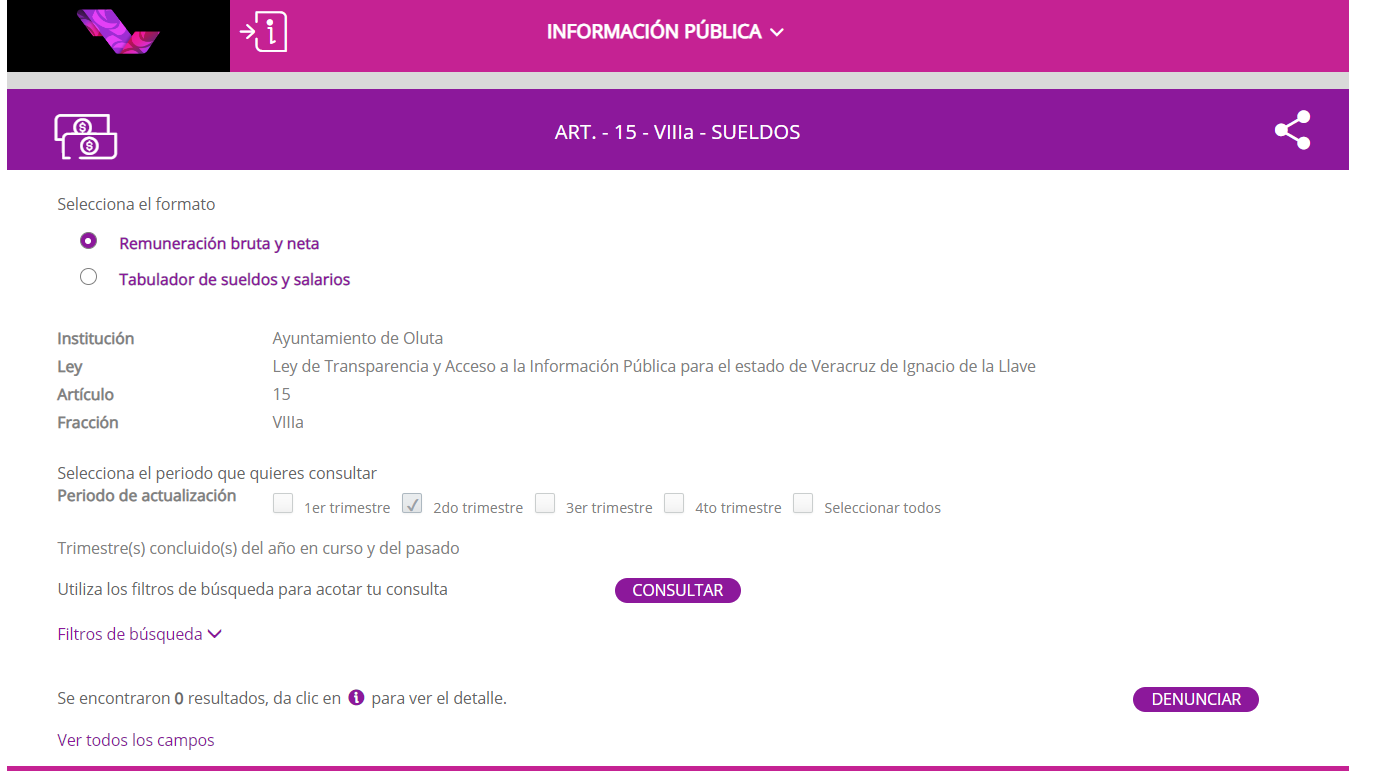 INFORMACIÓN PÚBLICA
ART. - 15 - VIIIa - SUELDOS
Selecciona el formato
Remuneración bruta y neta
Tabulador de sueldos y salarios
Institución Ayuntamiento de Oluta
Ley Ley de Transparencia y Acceso a la Información Pública para el estado de Veracruz de Ignacio de la Llave
Artículo 15
Fracción VIIIa
Selecciona el periodo que quieres consultar
Periodo de actualización 1er trimestre 2do trimestre 3er trimestre 4to trimestre Seleccionar todos
Trimestre(s) concluido(s) del año en curso y del pasado
Utiliza los filtros de búsqueda para acotar tu consulta CONSULTAR
Filtros de búsqueda
Se encontraron 0 resultados, da clic en i para ver el detalle. DENUNCIAR
Ver todos los campos